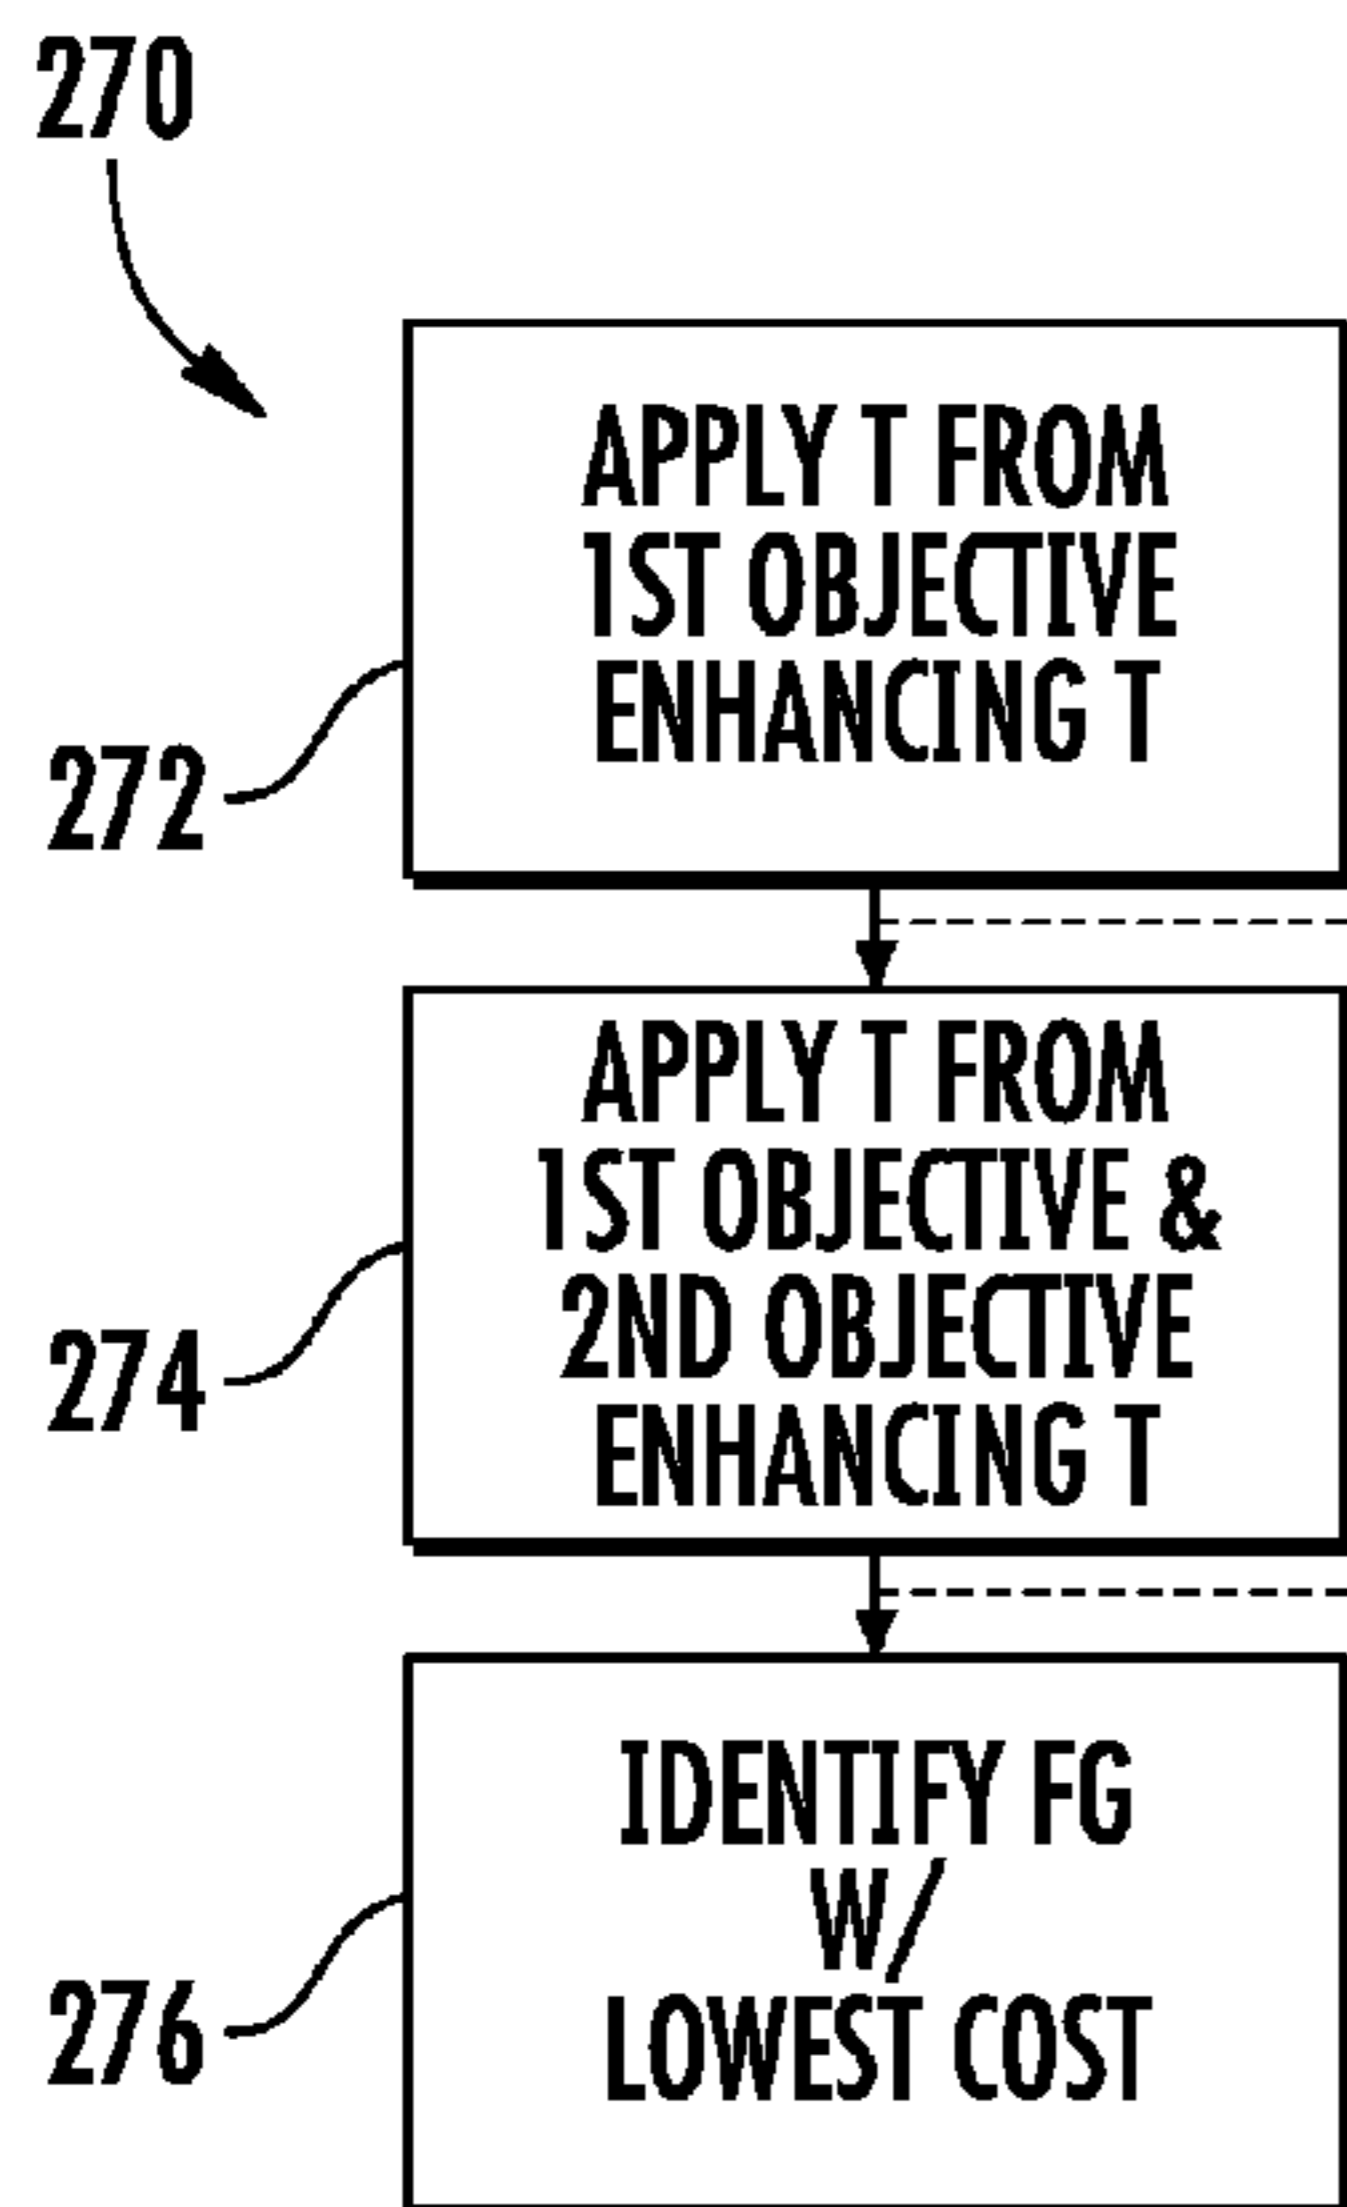 270
APPLY T FROM
1ST OBJECTIVE
ENHANCING T
272
APPLY T FROM
1ST OBJECTIVE &
2ND OBJECTIVE
ENHANCING T
274
IDENTIFY FG
W/
LOWEST COST
276